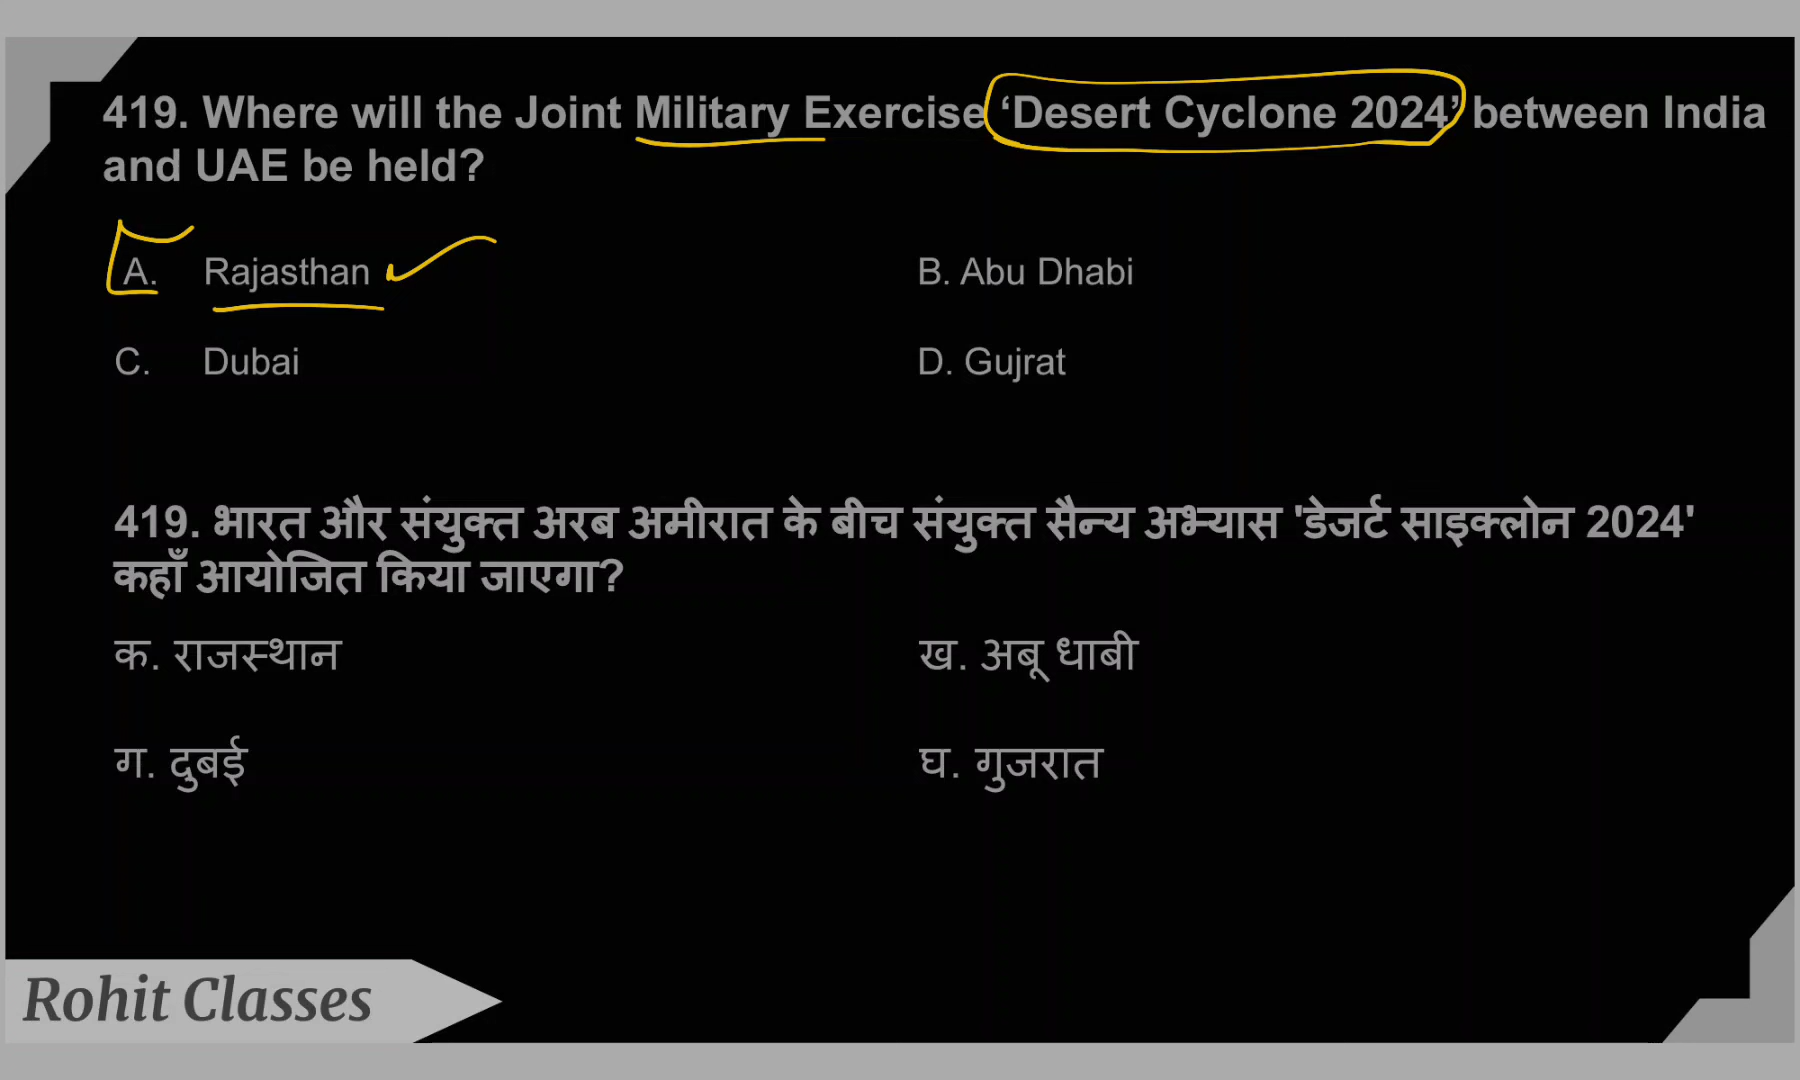 419. Where will the Joint Military Exercise ‘Desert Cyclone 2024’ between India
and UAE be held?
A. Rajasthan B. Abu Dhabi
C. Dubai D. Gujrat
419. भारत और संयुक्त अरब अमीरात के बीच संयुक्त सैन्य अभ्यास 'डेजर्ट साइक्लोन 2024'
कहाँ आयोजित किया जाएगा?
क. राजस्थान ख. अबू धाबी
ग. दुबई घ. गुजरात
Rohit Classes